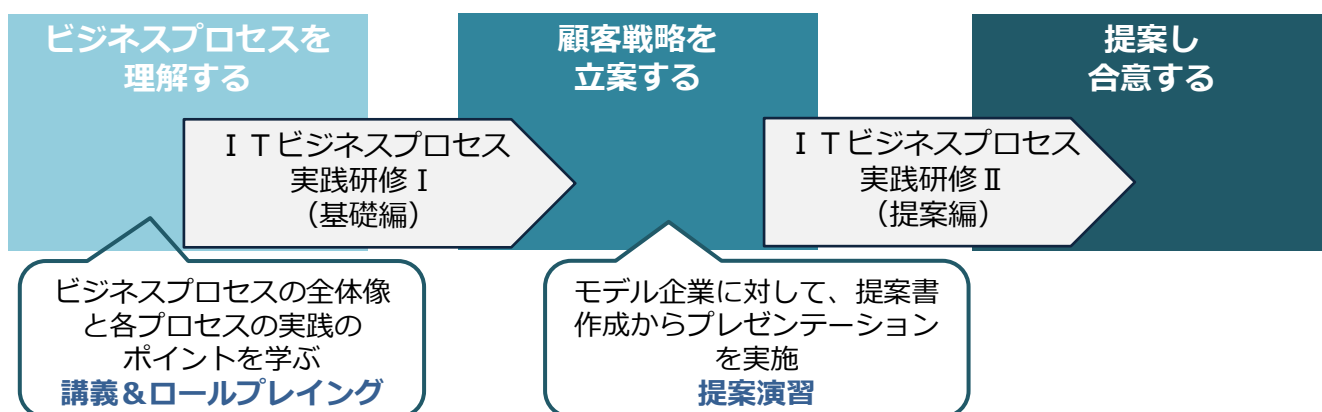 ビジネスプロセスを
理解する
顧客戦略を
立案する
提案し
合意する
ＩＴビジネスプロセス
実践研修Ⅰ
（基礎編）
ＩＴビジネスプロセス
実践研修Ⅱ
（提案編）
ビジネスプロセスの全体像
と各プロセスの実践の
ポイントを学ぶ
講義＆ロールプレイング
モデル企業に対して、提案書
作成からプレゼンテーション
を実施
提案演習